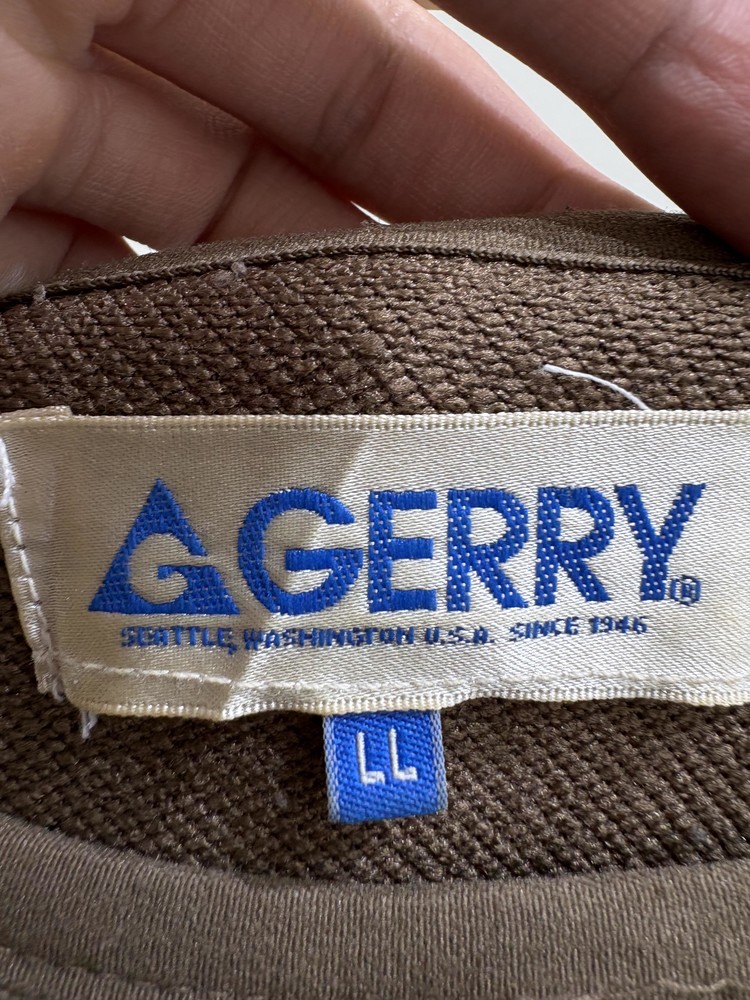 GERRY®
SEATTLE, WASHINGTON U.S.A. SINCE 1946
LL